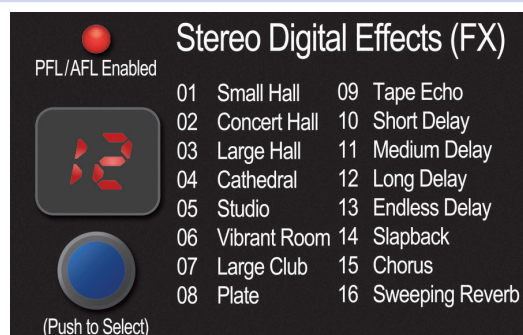 Stereo Digital Effects (FX)
PFL/AFL Enabled
12
(Push to Select)
01 Small Hall
02 Concert Hall
03 Large Hall
04 Cathedral
05 Studio
06 Vibrant Room
07 Large Club
08 Plate
09 Tape Echo
10 Short Delay
11 Medium Delay
12 Long Delay
13 Endless Delay
14 Slapback
15 Chorus
16 Sweeping Reverb